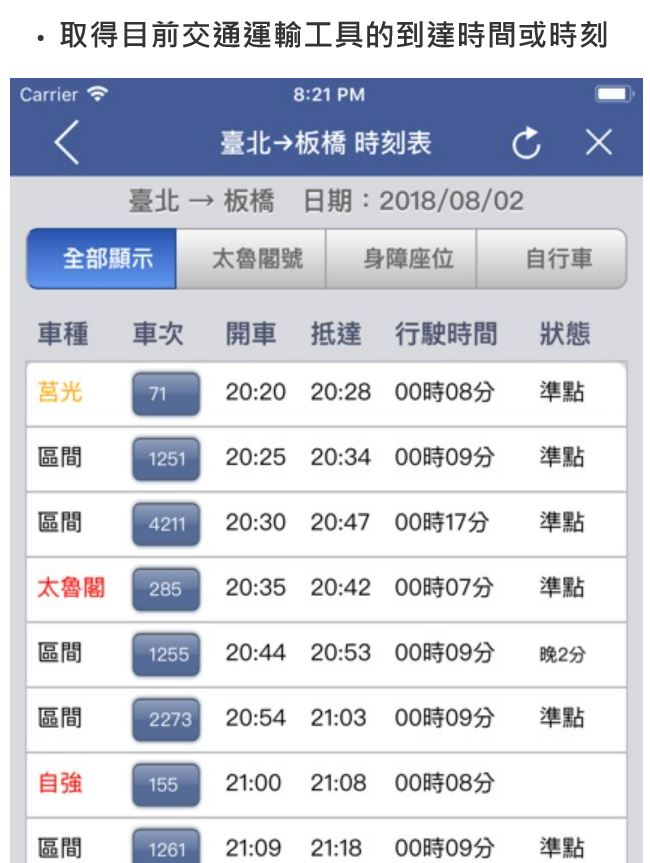 • 取得目前交通運輸工具的到達時間或時刻
Carrier 8:21 PM
臺北→板橋 時刻表
臺北 → 板橋 日期：2018/08/02
全部顯示 太魯閣號 身障座位 自行車
車種 車次 開車 抵達 行駛時間 狀態
莒光 71 20:20 20:28 00時08分 準點
區間 1251 20:25 20:34 00時09分 準點
區間 4211 20:30 20:47 00時17分 準點
太魯閣 285 20:35 20:42 00時07分 準點
區間 1255 20:44 20:53 00時09分 晚2分
區間 2273 20:54 21:03 00時09分 準點
自強 155 21:00 21:08 00時08分
區間 1261 21:09 21:18 00時09分 準點